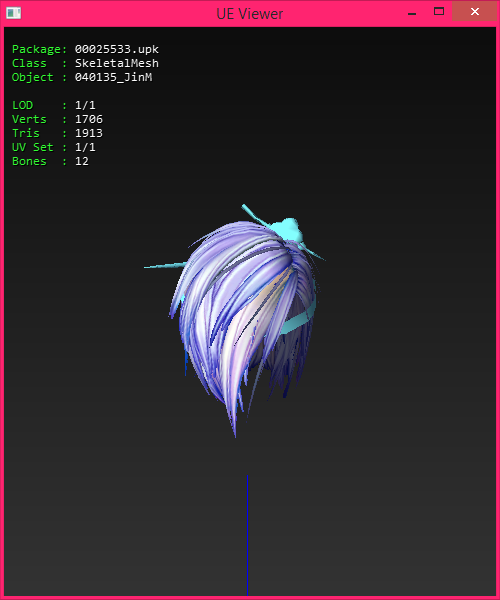 UE Viewer
Package: 00025533.upk
Class : SkeletalMesh
Object : 040135_JinM
LOD : 1/1
Verts : 1706
Tris : 1913
UV Set : 1/1
Bones : 12